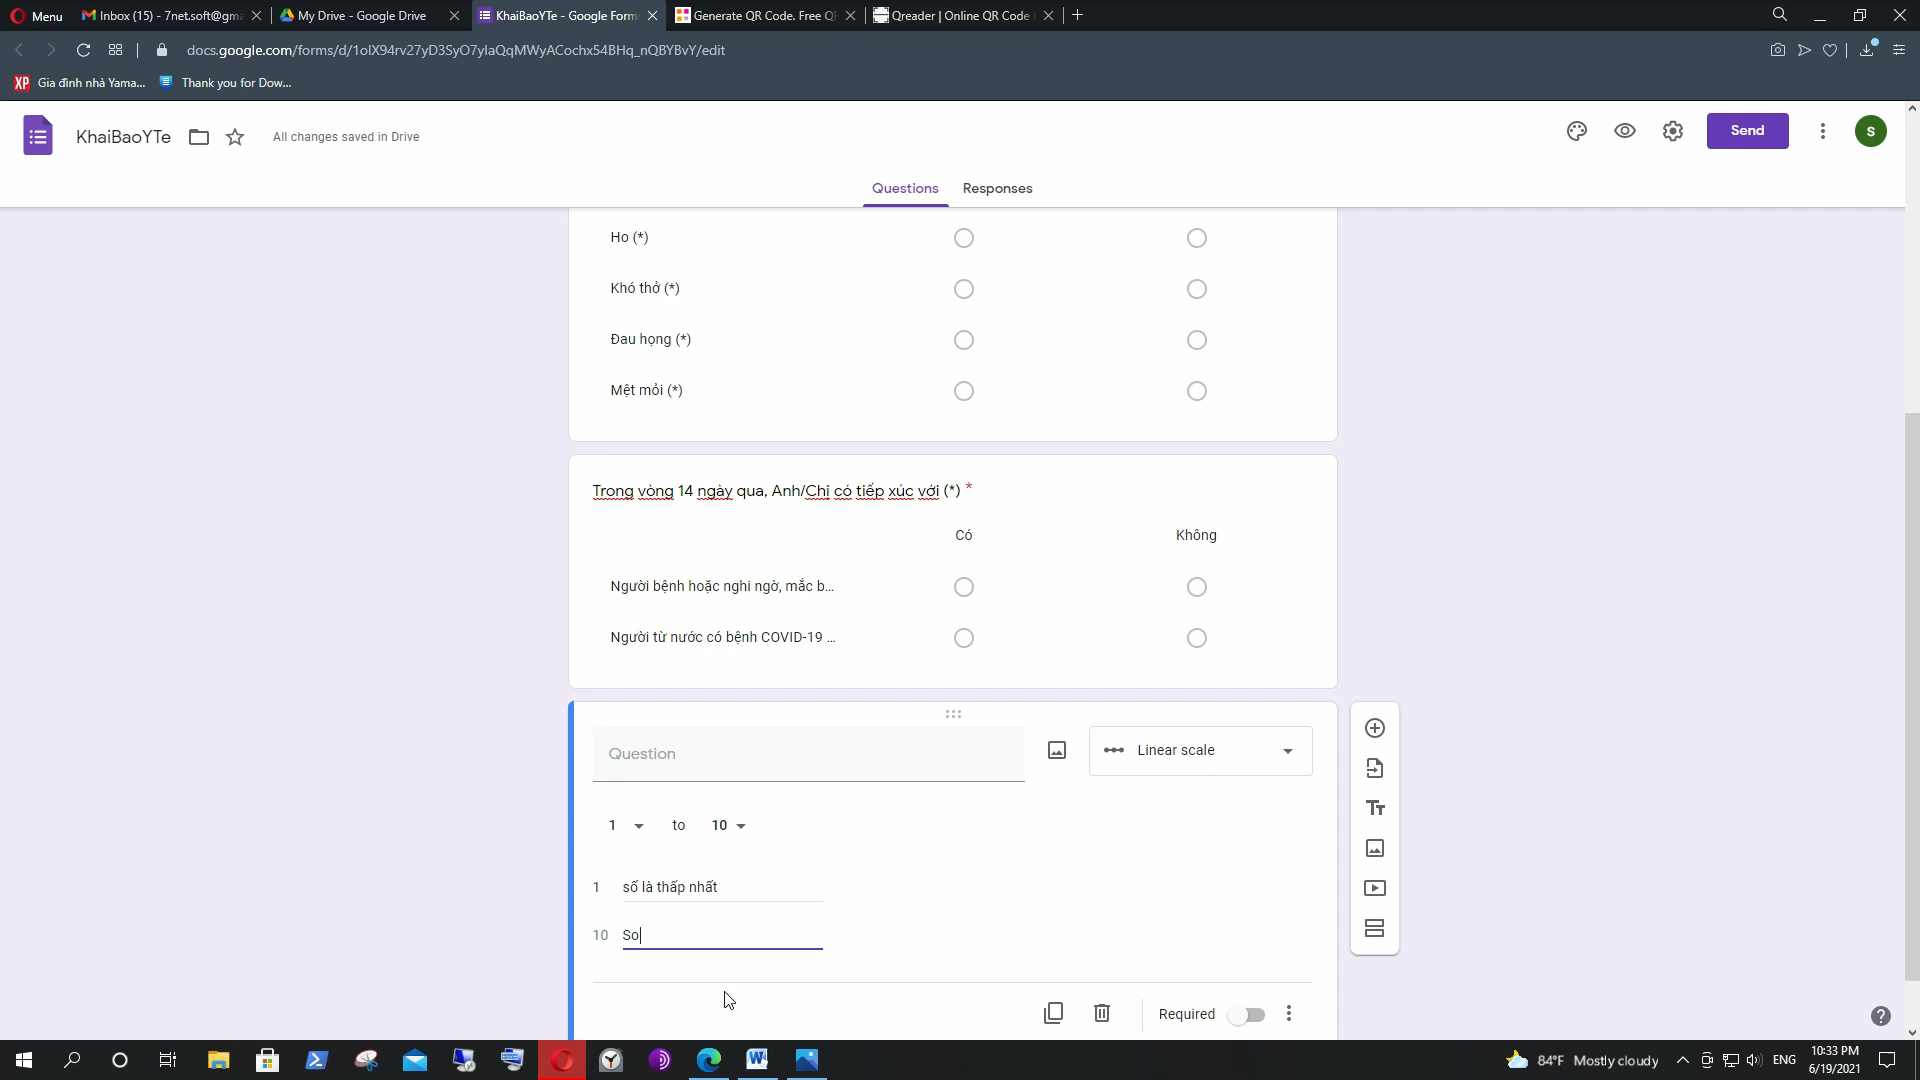 Menu
Inbox (15) - 7net.soft@gma
My Drive - Google Drive
KhaiBaoYTe - Google Form
Generate QR Code. Free Q
Qreader | Online QR Code
docs.google.com/forms/d/1olX94rv27yD3SyO7ylaQqMWyACochx54BHq_nQBYBvY/edit
XP Gia đình nhà Yama...
Thank you for Dow...
KhaiBaoYTe
All changes saved in Drive
Send
S
Questions
Responses
Ho (*)
Khó thở (*)
Đau họng (*)
Mệt mỏi (*)
Trong vòng 14 ngày qua, Anh/Chị có tiếp xúc với (*) *
Có
Không
Người bệnh hoặc nghi ngờ, mắc b...
Người từ nước có bệnh COVID-19 ...
Question
Linear scale
1 to 10
1 số là thấp nhất
10 So
Required
84°F Mostly cloudy
ENG
10:33 PM
6/19/2021